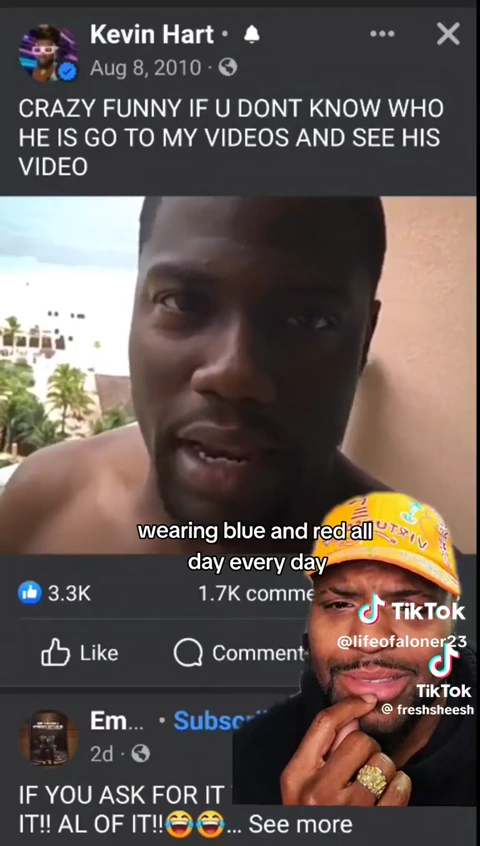 Kevin Hart
Aug 8, 2010
CRAZY FUNNY IF U DONT KNOW WHO
HE IS GO TO MY VIDEOS AND SEE HIS
VIDEO
wearing blue and red all
day every day
3.3K
1.7K comme
Like
Comment
TikTok
@lifeofaloner23
TikTok
@ freshsheesh
Em... • Subscri
2d
IF YOU ASK FOR IT
IT!! AL OF IT!!😂😂... See more